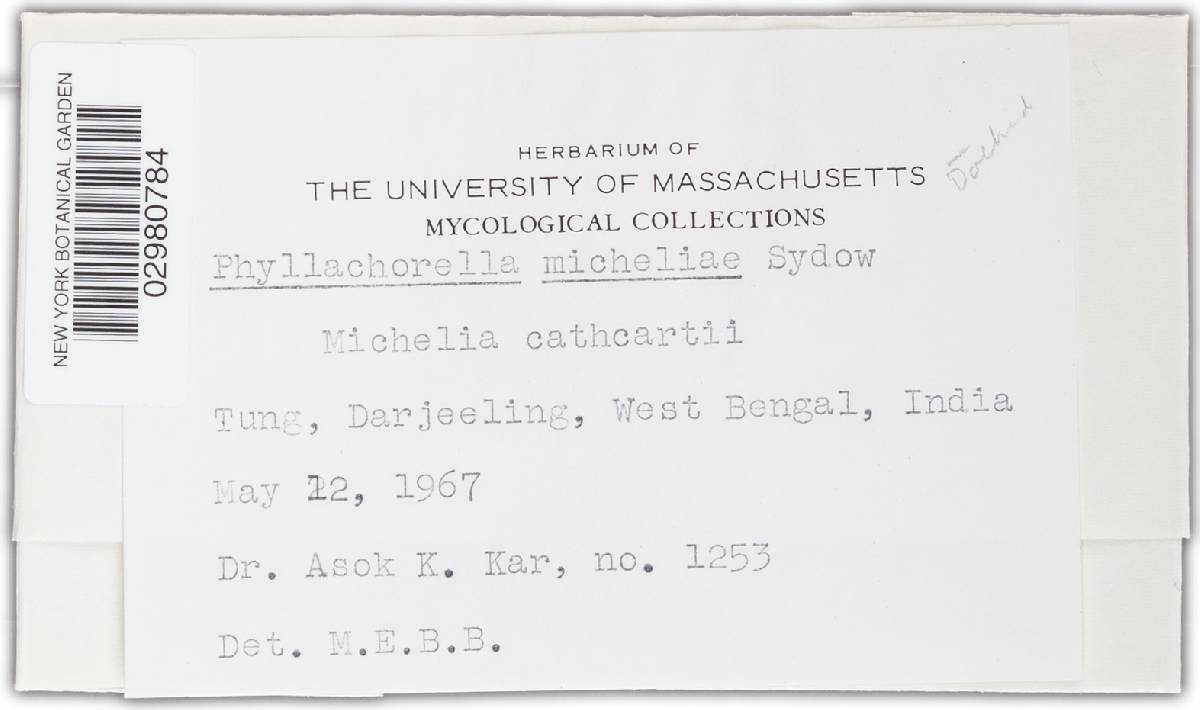 NEW YORK BOTANICAL GARDEN
02980784
HERBARIUM OF
THE UNIVERSITY OF MASSACHUSETTS
MYCOLOGICAL COLLECTIONS
Phyllachorella micheliae Sydow
Michelia cathcartii
Tung, Darjeeling, West Bengal, India
May 12, 1967
Dr. Asok K. Kar, no. 1253
Det. M.E.B.B.